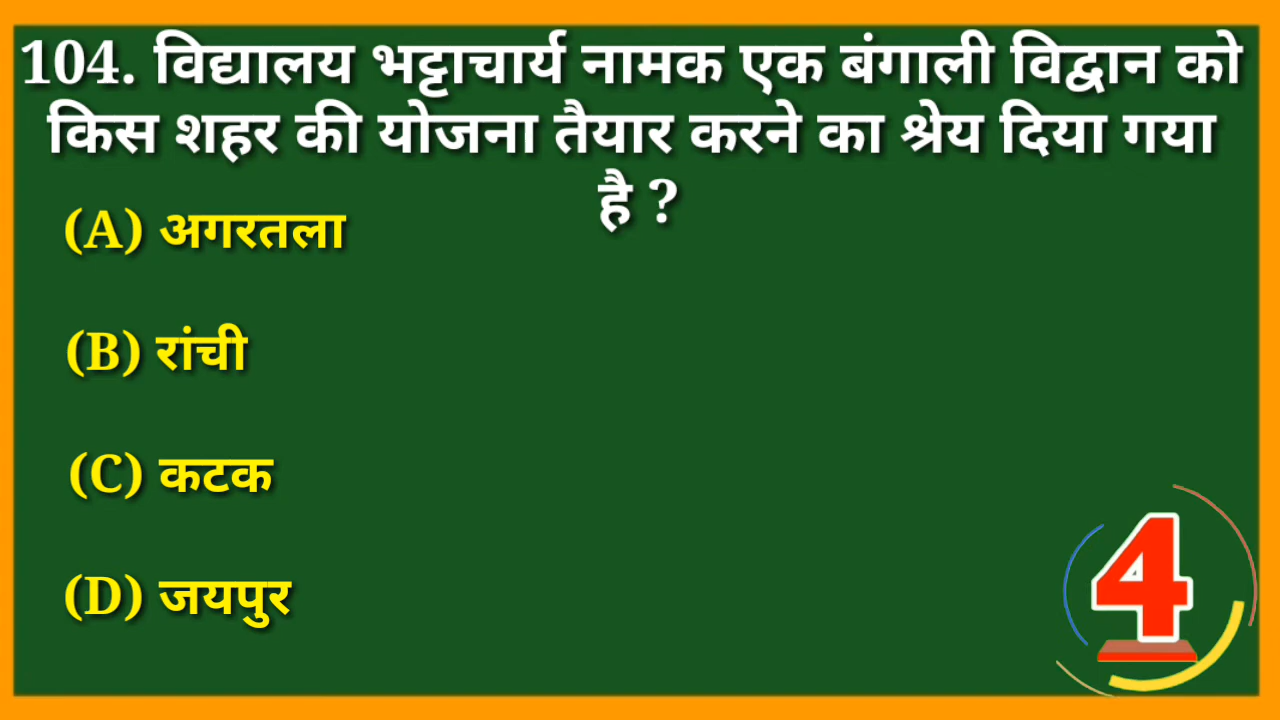 104. विद्यालय भट्टाचार्य नामक एक बंगाली विद्वान को
किस शहर की योजना तैयार करने का श्रेय दिया गया
है ?
(A) अगरतला
(B) रांची
(C) कटक
(D) जयपुर
4